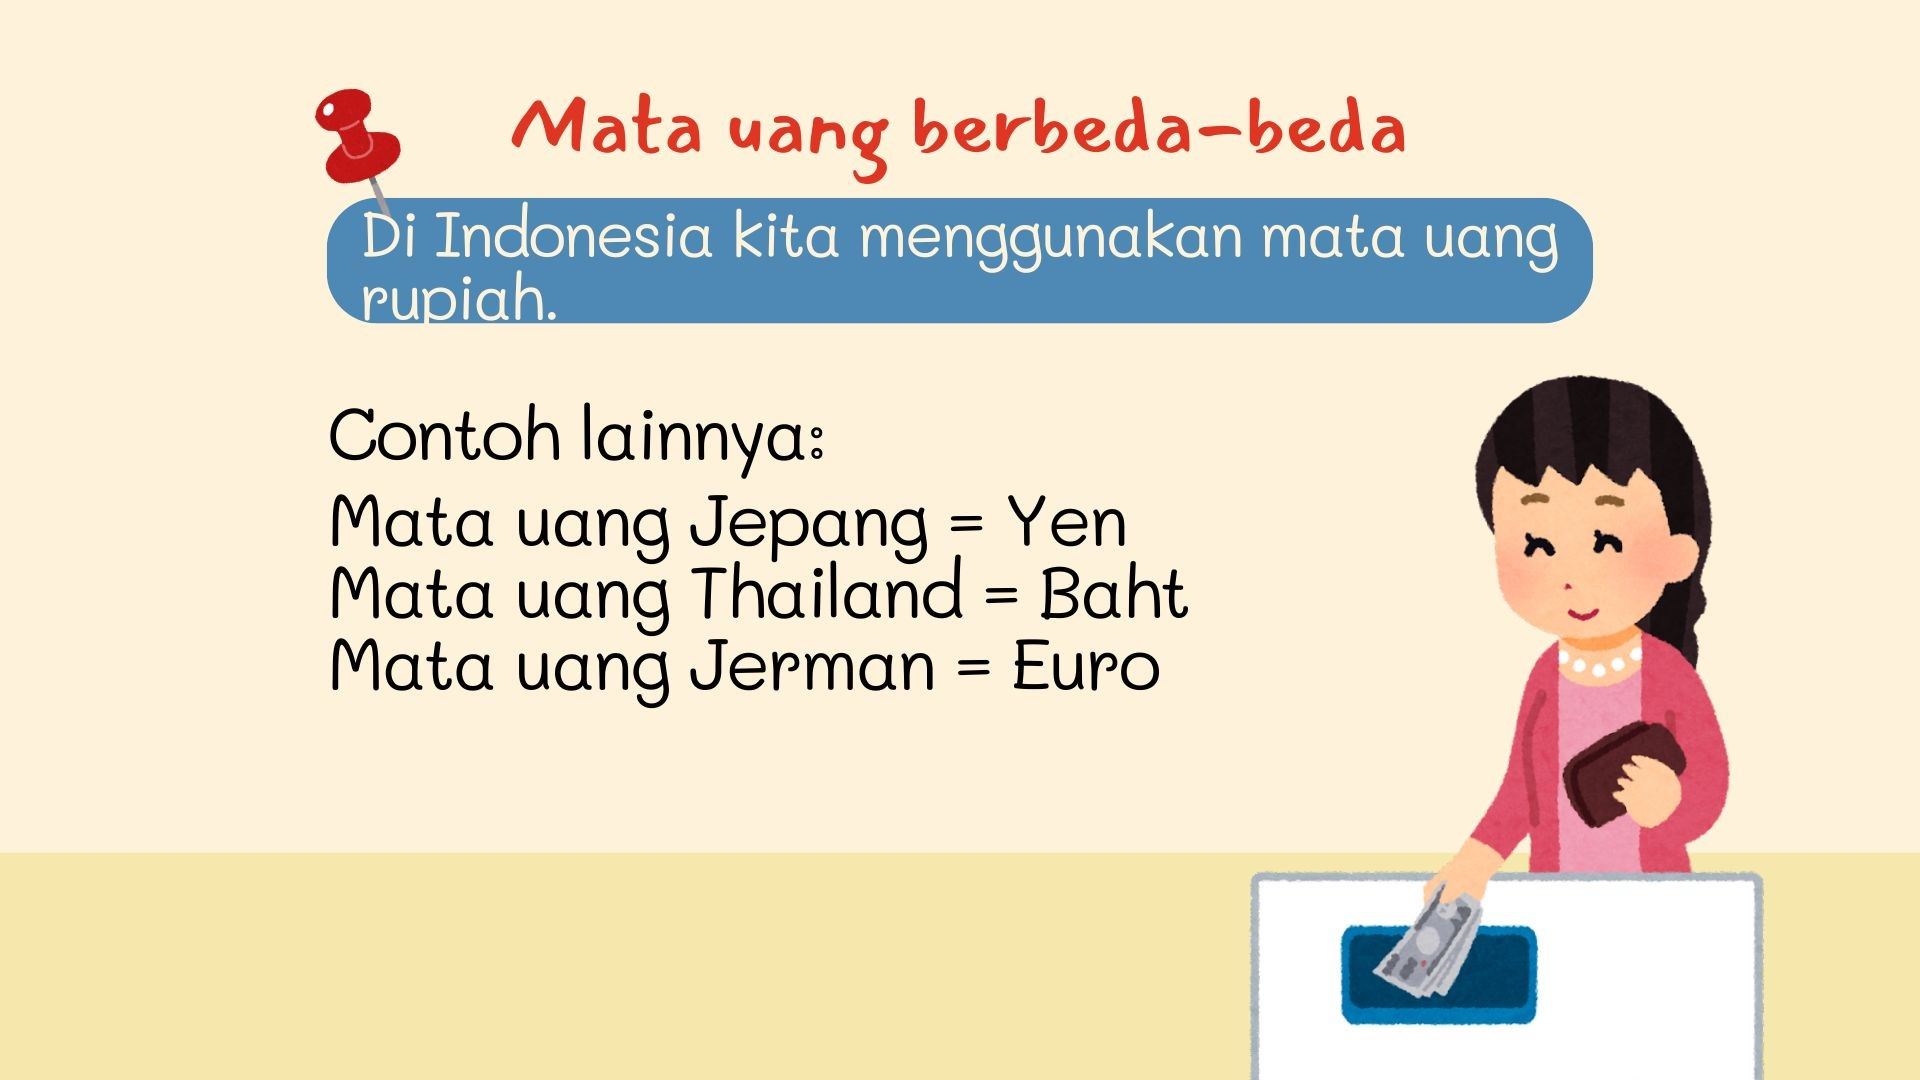 Mata uang berbeda-beda
Di Indonesia kita menggunakan mata uang
rupiah.
Contoh lainnya:
Mata uang Jepang = Yen
Mata uang Thailand = Baht
Mata uang Jerman = Euro